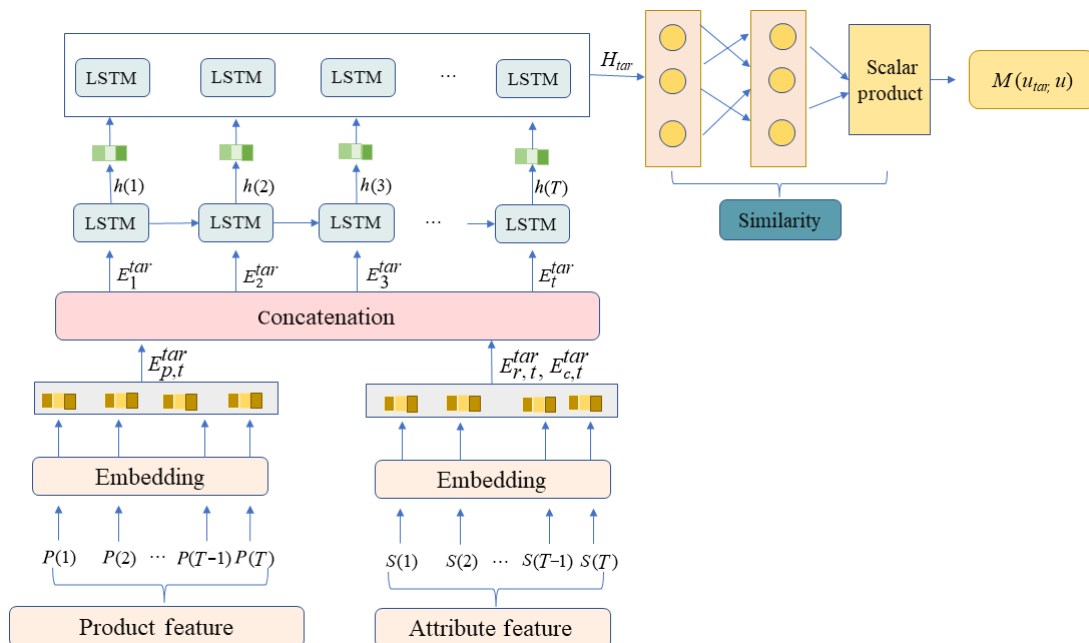 LSTM LSTM LSTM ... LSTM
H_tar
Scalar
product
M(u_tar, u)
h(1) h(2) h(3) h(T)
LSTM LSTM LSTM ... LSTM
Similarity
E_1^tar E_2^tar E_3^tar E_t^tar
Concatenation
E_p,t^tar
E_r,t^tar, E_c,t^tar
Embedding
Embedding
P(1) P(2) ... P(T-1) P(T)
S(1) S(2) ... S(T-1) S(T)
Product feature
Attribute feature